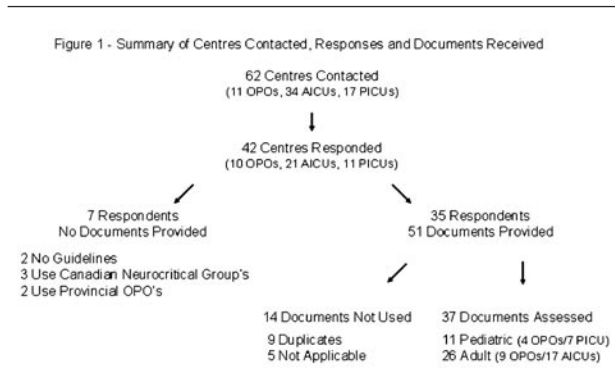 Figure 1 - Summary of Centres Contacted, Responses and Documents Received
62 Centres Contacted
(11 OPOs, 34 AICUs, 17 PICUs)
42 Centres Responded
(10 OPOs, 21 AICUs, 11 PICUs)
7 Respondents
No Documents Provided
2 No Guidelines
3 Use Canadian Neurocritical Group's
2 Use Provincial OPO's
35 Respondents
51 Documents Provided
14 Documents Not Used
9 Duplicates
5 Not Applicable
37 Documents Assessed
11 Pediatric (4 OPOs/7 PICU)
26 Adult (9 OPOs/17 AICUs)